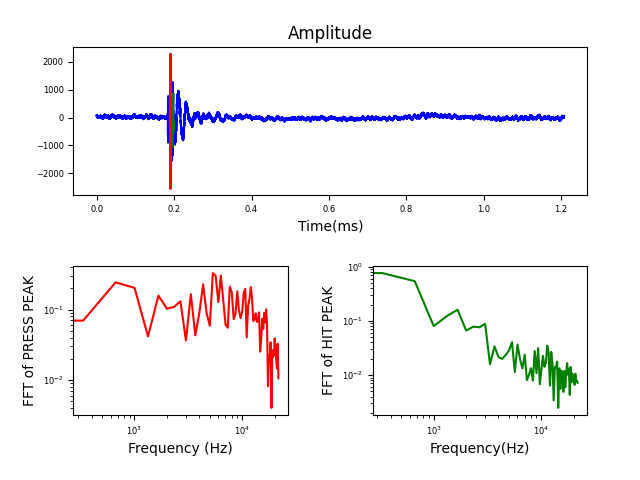 Amplitude
2000
1000
0
−1000
−2000
0.0 0.2 0.4 0.6 0.8 1.0 1.2
Time(ms)
FFT of PRESS PEAK
10⁻¹
10⁻²
10³ 10⁴
Frequency (Hz)
FFT of HIT PEAK
10⁰
10⁻¹
10⁻²
10³ 10⁴
Frequency(Hz)